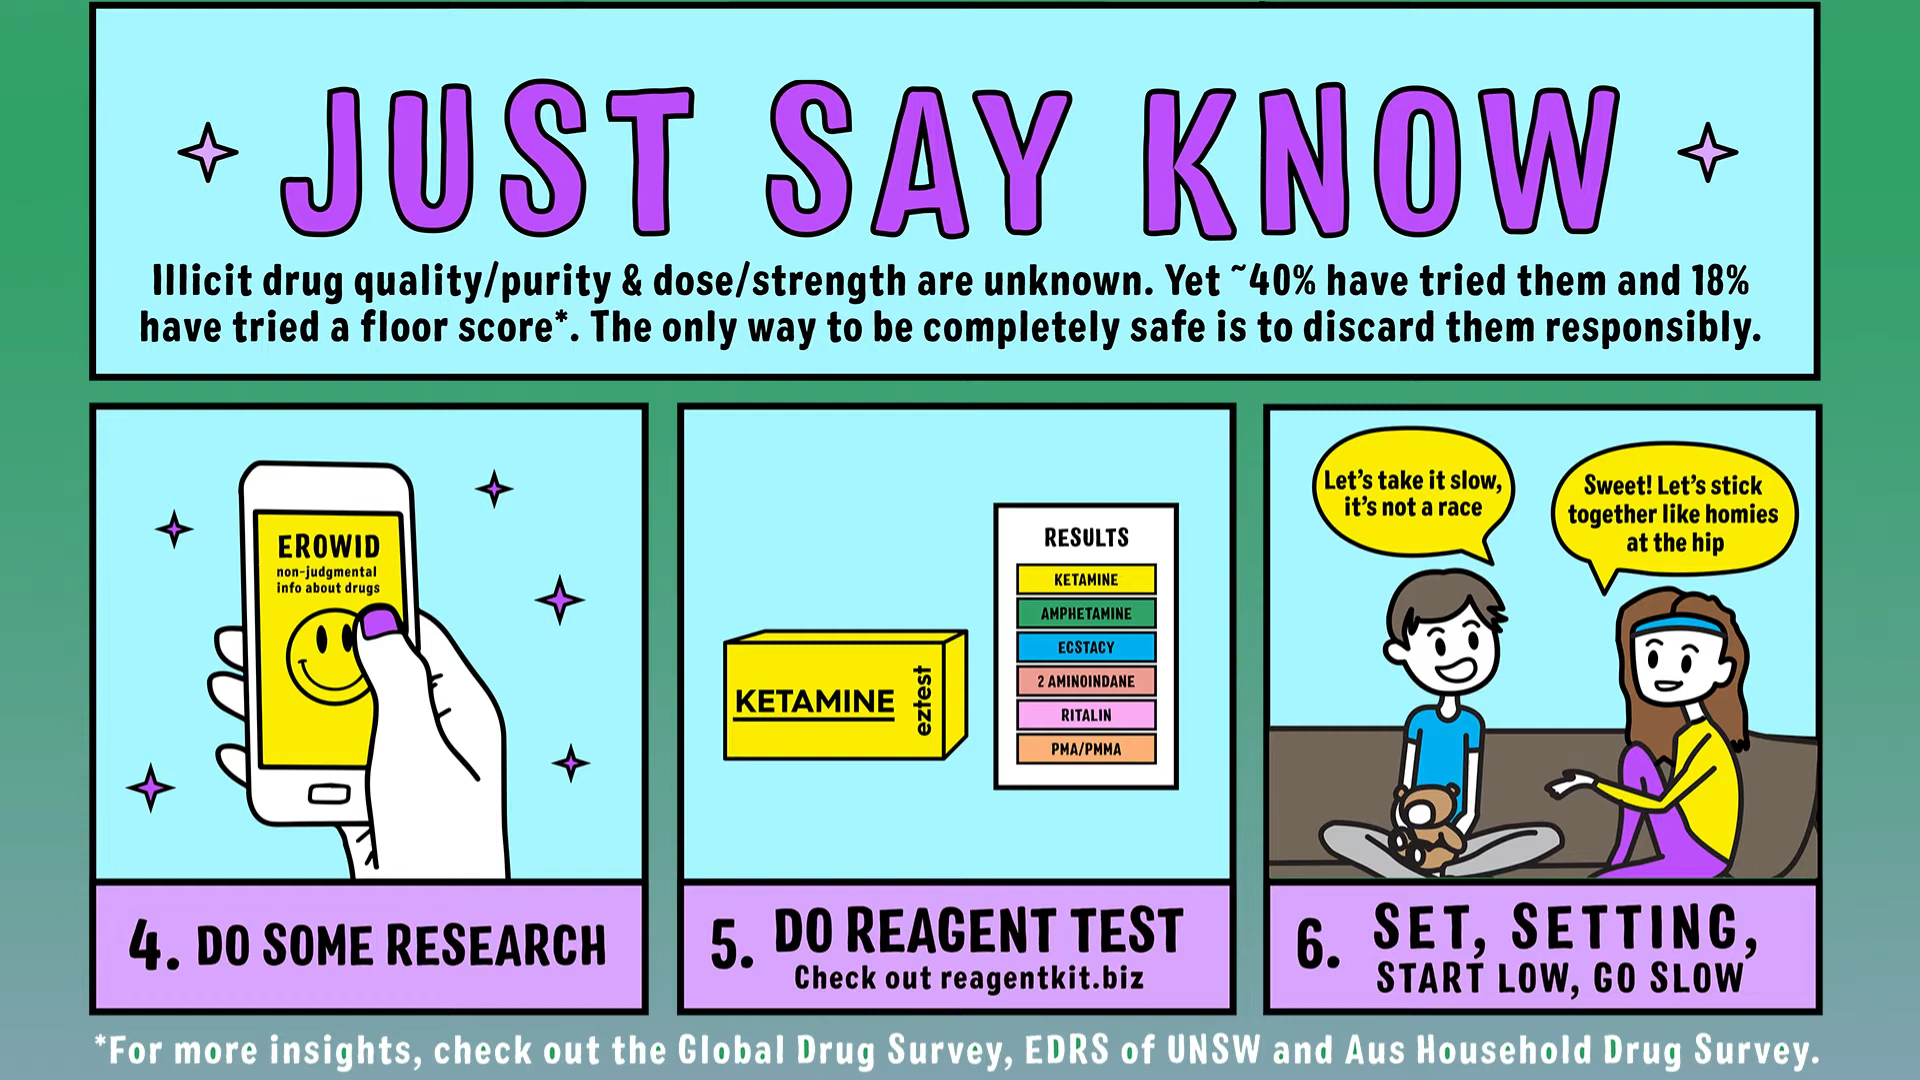 JUST SAY KNOW
Illicit drug quality/purity & dose/strength are unknown. Yet ~40% have tried them and 18%
have tried a floor score*. The only way to be completely safe is to discard them responsibly.
EROWID
non-judgmental
info about drugs
4. DO SOME RESEARCH
KETAMINE
eztest
RESULTS
KETAMINE
AMPHETAMINE
ECSTACY
2 AMINOINDANE
RITALIN
PMA/PMMA
5. DO REAGENT TEST
Check out reagentkit.biz
Let's take it slow,
it's not a race
Sweet! Let's stick
together like homies
at the hip
6. SET, SETTING,
START LOW, GO SLOW
*For more insights, check out the Global Drug Survey, EDRS of UNSW and Aus Household Drug Survey.